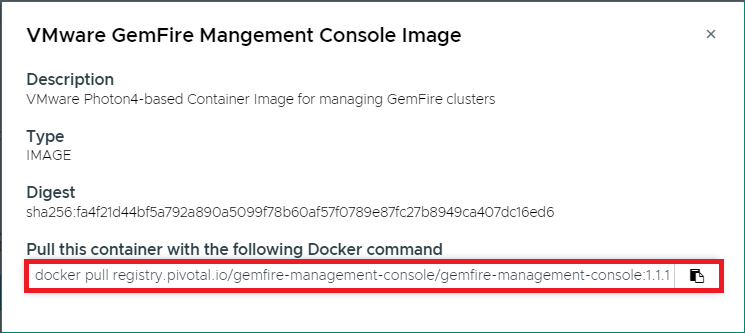 VMware GemFire Mangement Console Image
Description
VMware Photon4-based Container Image for managing GemFire clusters
Type
IMAGE
Digest
sha256:fa4f21d44bf5a792a890a5099f78b60af57f0789e87fc27b8949ca407dc16ed6
Pull this container with the following Docker command
docker pull registry.pivotal.io/gemfire-management-console/gemfire-management-console:1.1.1